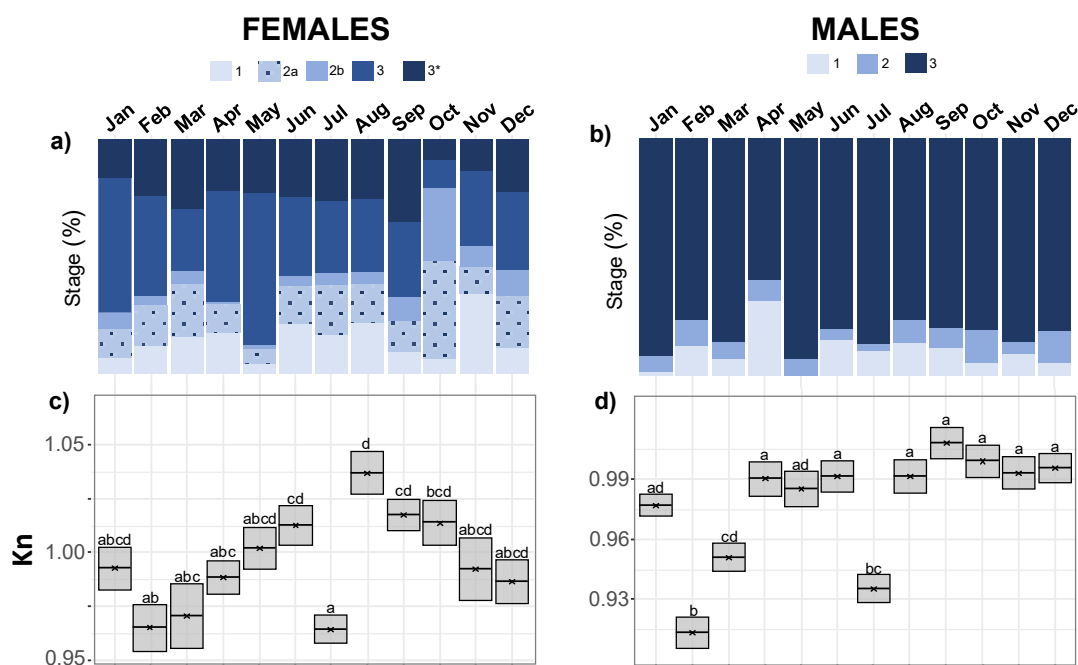 FEMALES
1 2a 2b 3 3*
Jan Feb Mar Apr May Jun Jul Aug Sep Oct Nov Dec
a)
Stage (%)
MALES
1 2 3
Jan Feb Mar Apr May Jun Jul Aug Sep Oct Nov Dec
b)
Stage (%)
c)
Kn
1.05
1.00
0.95
abcd ab abc abc abcd cd a d cd bcd abcd abcd
d)
0.99
0.96
0.93
ad b cd a ad a bc a a a a a